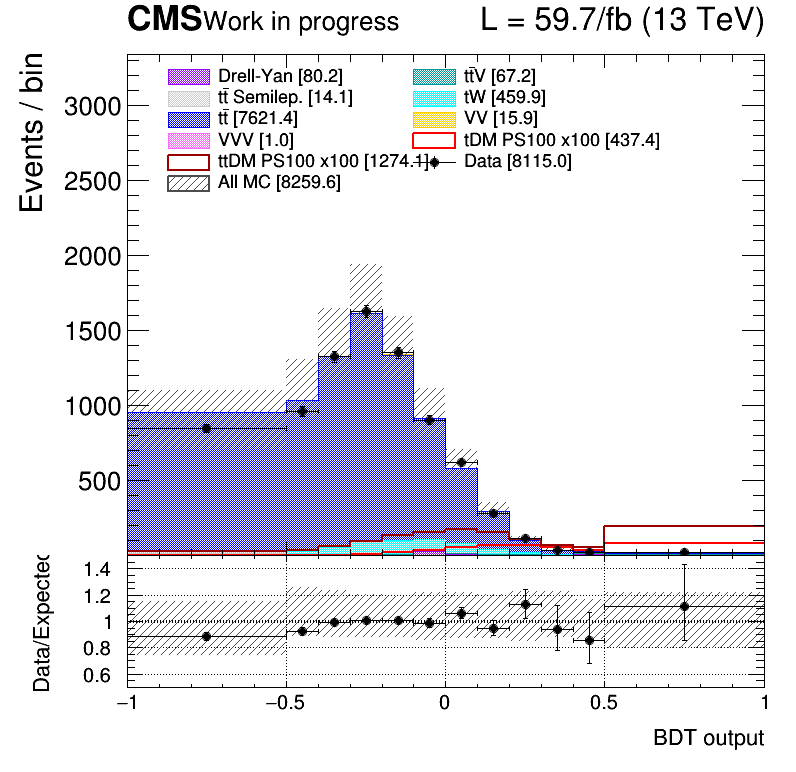 CMS Work in progress L = 59.7/fb (13 TeV)
Events / bin
3000
2500
2000
1500
1000
500
Drell-Yan [80.2] tt̄V [67.2]
tt̄ Semilep. [14.1] tW [459.9]
tt̄ [7621.4] VV [15.9]
VVV [1.0] tDM PS100 x100 [437.4]
ttDM PS100 x100 [1274.1] Data [8115.0]
All MC [8259.6]
Data/Expected
1.4
1.2
1
0.8
0.6
−1 −0.5 0 0.5 1
BDT output